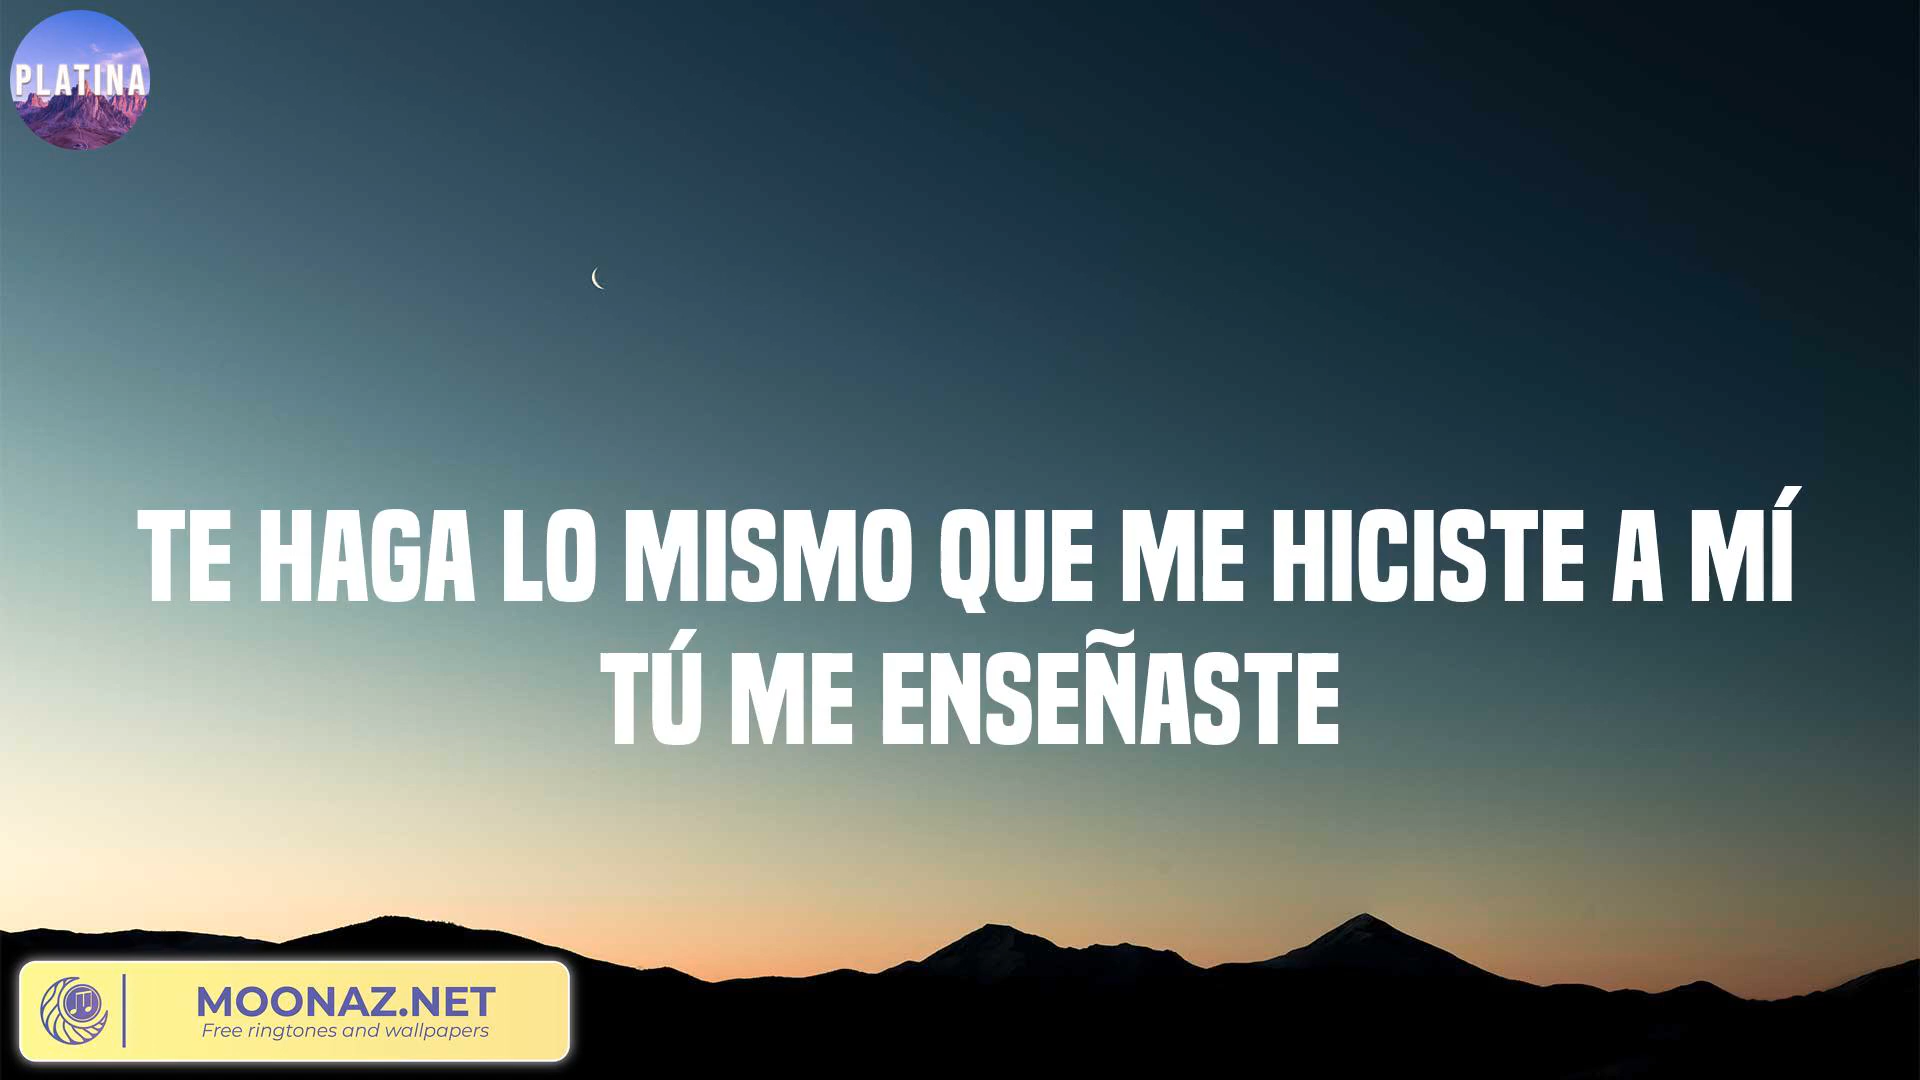 PLATINA
TE HAGA LO MISMO QUE ME HICISTE A MÍ
TÚ ME ENSEÑASTE
MOONAZ.NET
Free ringtones and wallpapers